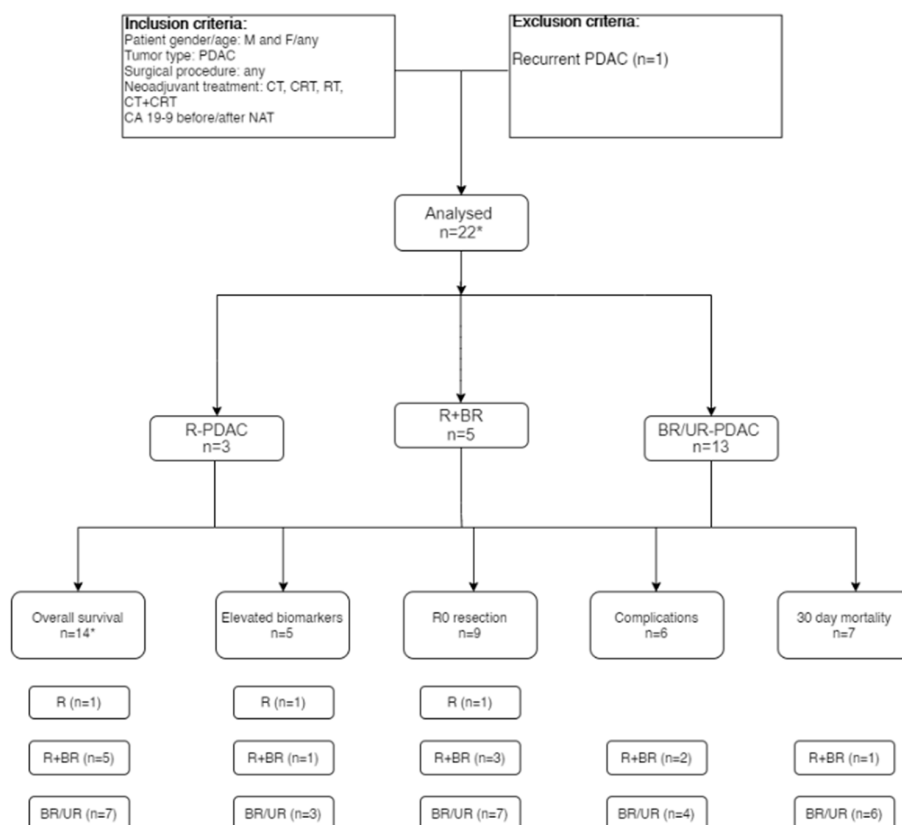 Inclusion criteria:
Patient gender/age: M and F/any
Tumor type: PDAC
Surgical procedure: any
Neoadjuvant treatment: CT, CRT, RT,
CT+CRT
CA 19-9 before/after NAT
Exclusion criteria:
Recurrent PDAC (n=1)
Analysed
n=22*
R-PDAC
n=3
R+BR
n=5
BR/UR-PDAC
n=13
Overall survival
n=14*
Elevated biomarkers
n=5
R0 resection
n=9
Complications
n=6
30 day mortality
n=7
R (n=1)
R (n=1)
R (n=1)
R+BR (n=5)
R+BR (n=1)
R+BR (n=3)
R+BR (n=2)
R+BR (n=1)
BR/UR (n=7)
BR/UR (n=3)
BR/UR (n=7)
BR/UR (n=4)
BR/UR (n=6)